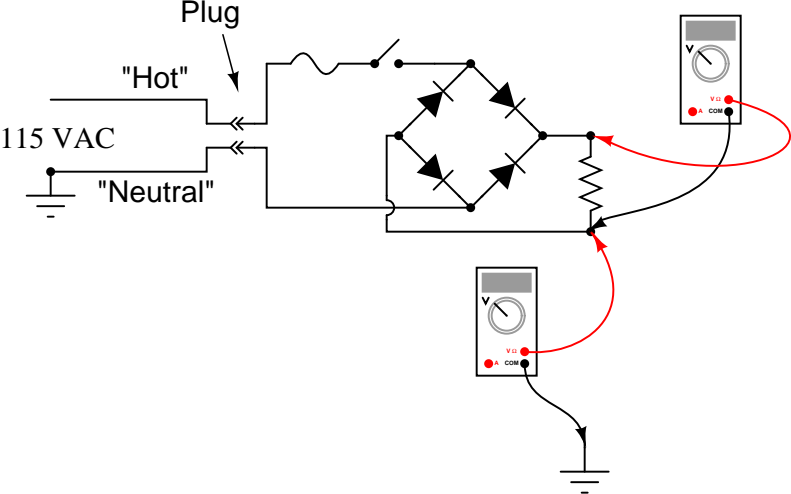 Plug
"Hot"
115 VAC
"Neutral"
V
V Ω
A COM
V
V Ω
A COM